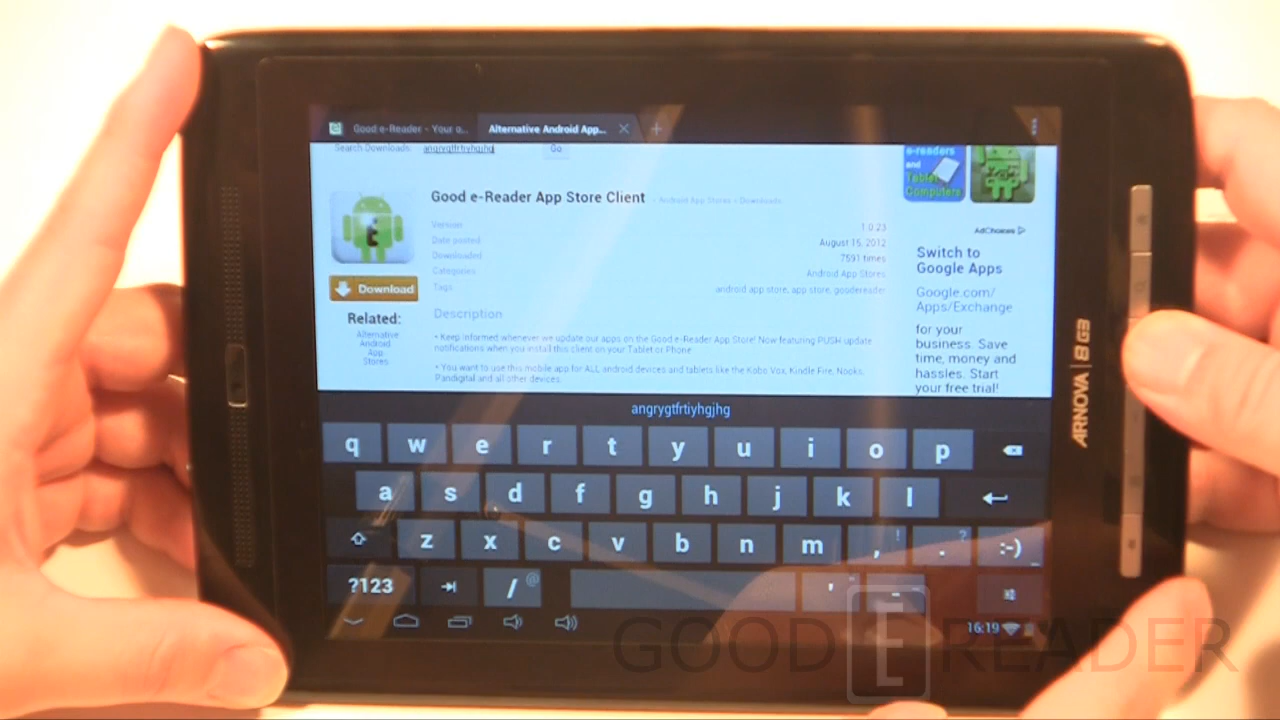 Good e-Reader - Your o...
Alternative Android App...
Search Downloads: angrygtfrtiyhgjhg Go
e-readers
and
Tablet
Computers
Good e-Reader App Store Client - Android App Stores - Downloads
Version 1.0.23
Date posted August 15, 2012
Downloaded 7591 times
Categories Android App Stores
Tags android app store, app store, goodereader
Download
Related:
Alternative
Android
App
Stores
Description
• Keep informed whenever we update our apps on the Good e-Reader App Store! Now featuring PUSH update
notifications when you install this client on your Tablet or Phone
• You want to use this mobile app for ALL android devices and tablets like the Kobo Vox, Kindle Fire, Nooks,
Pandigital and all other devices.
AdChoices
Switch to
Google Apps
Google.com/
Apps/Exchange
for your
business. Save
time, money and
hassles. Start
your free trial!
angrygtfrtiyhgjhg
q w e r t y u i o p
a s d f g h j k l
z x c v b n m , ! . ? :-)
?123 / @ ' " - _
16:19
ARNOVA | 8 G3
GOOD E READER